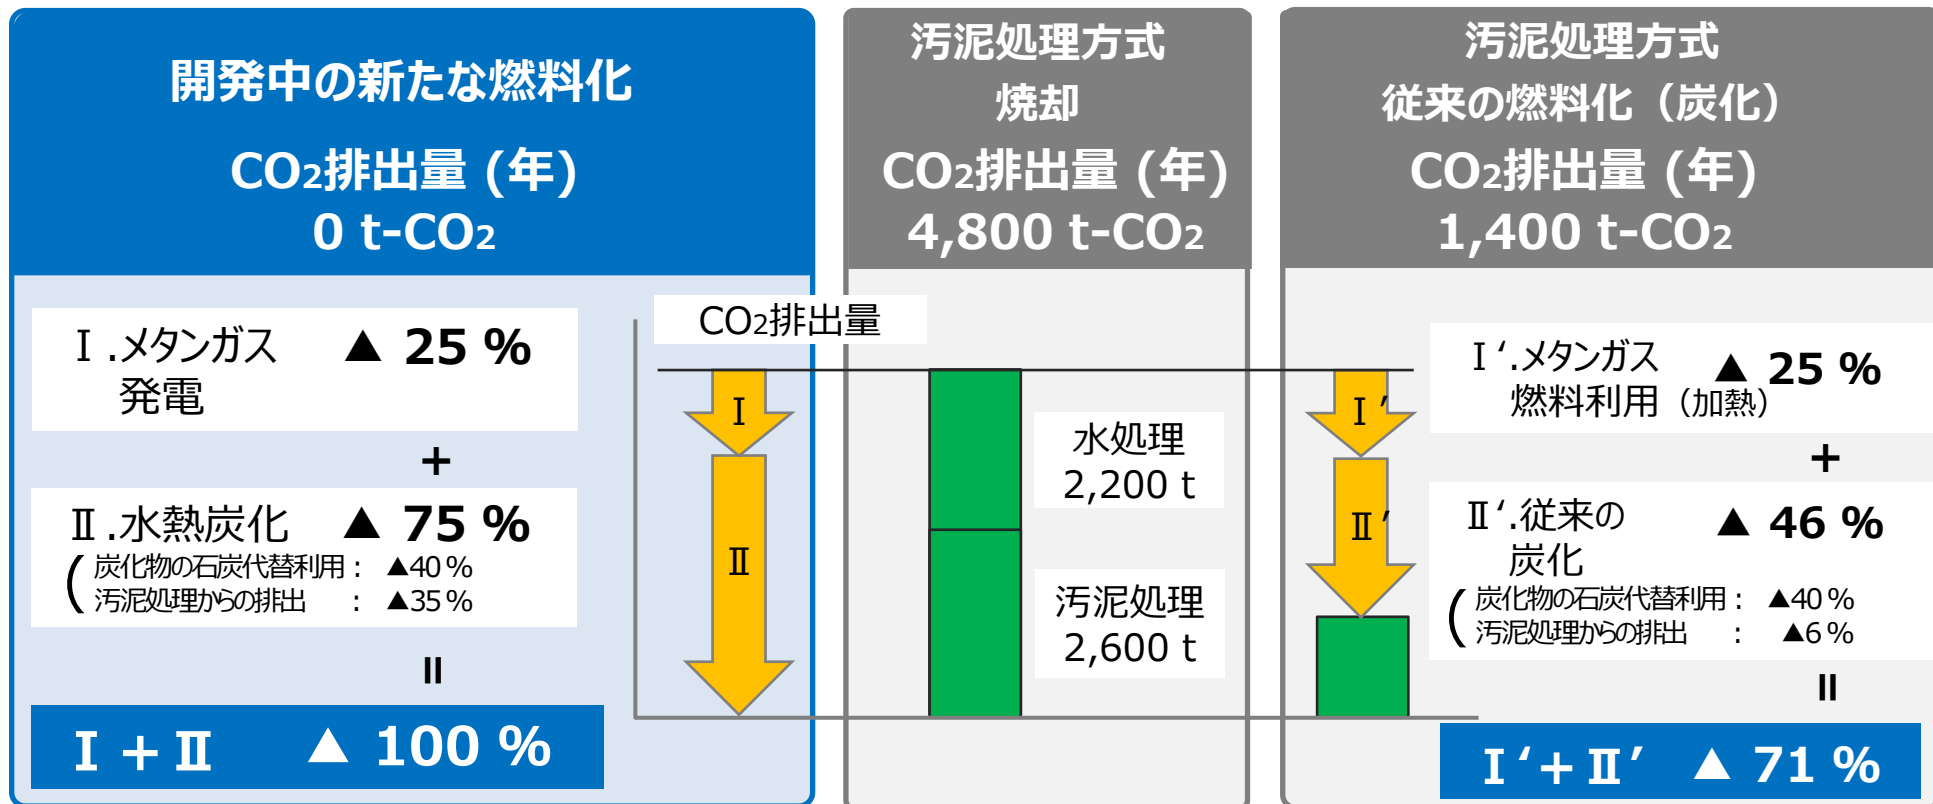 開発中の新たな燃料化
CO2排出量 (年)
0 t-CO2
Ⅰ.メタンガス ▲ 25 %
発電
+
Ⅱ.水熱炭化 ▲ 75 %
( 炭化物の石炭代替利用: ▲40%
汚泥処理からの排出 : ▲35%
=
Ⅰ+Ⅱ ▲ 100 %
汚泥処理方式
焼却
CO2排出量 (年)
4,800 t-CO2
CO2排出量
Ⅰ
Ⅱ
水処理
2,200 t
汚泥処理
2,600 t
Ⅰ’
Ⅱ’
汚泥処理方式
従来の燃料化(炭化)
CO2排出量 (年)
1,400 t-CO2
Ⅰ‘.メタンガス ▲ 25 %
燃料利用(加熱)
+
Ⅱ‘.従来の ▲ 46 %
炭化
( 炭化物の石炭代替利用: ▲40%
汚泥処理からの排出 : ▲6%
=
Ⅰ‘+Ⅱ’ ▲ 71 %